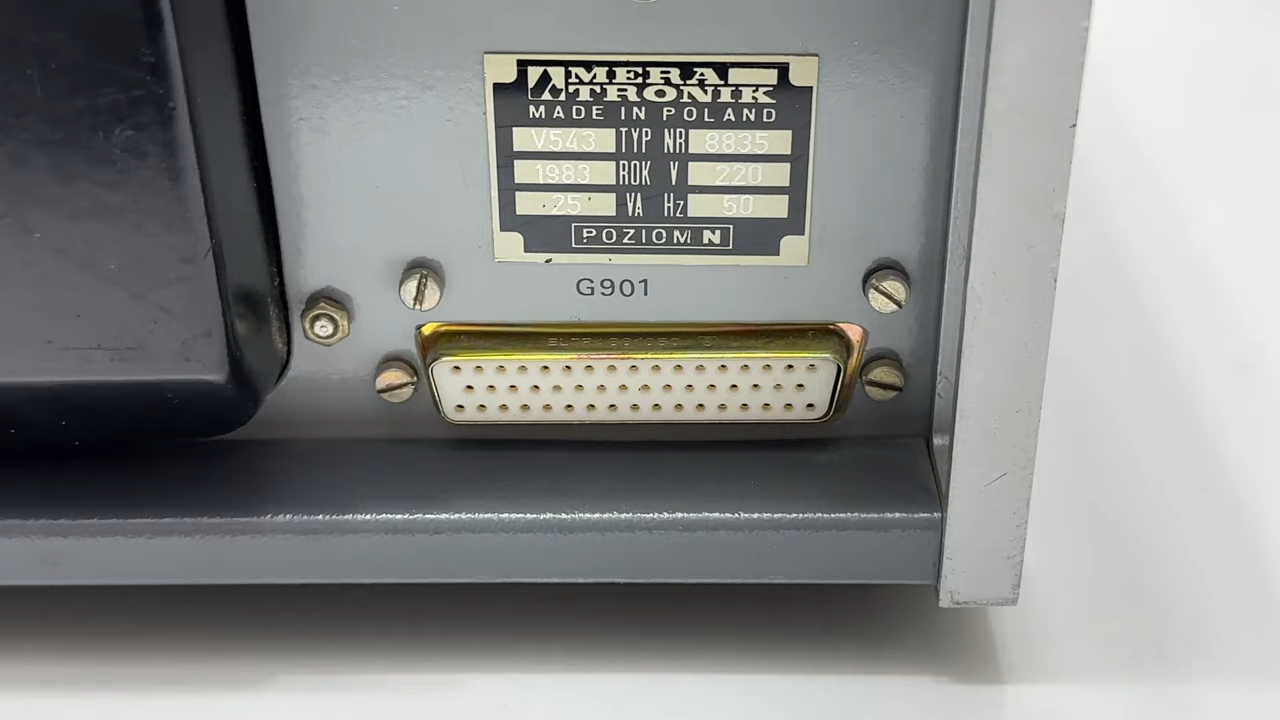 MERA
TRONIK
MADE IN POLAND
V543 TYP NR 8835
1983 ROK V 220
25 VA Hz 50
POZIOM N
G901